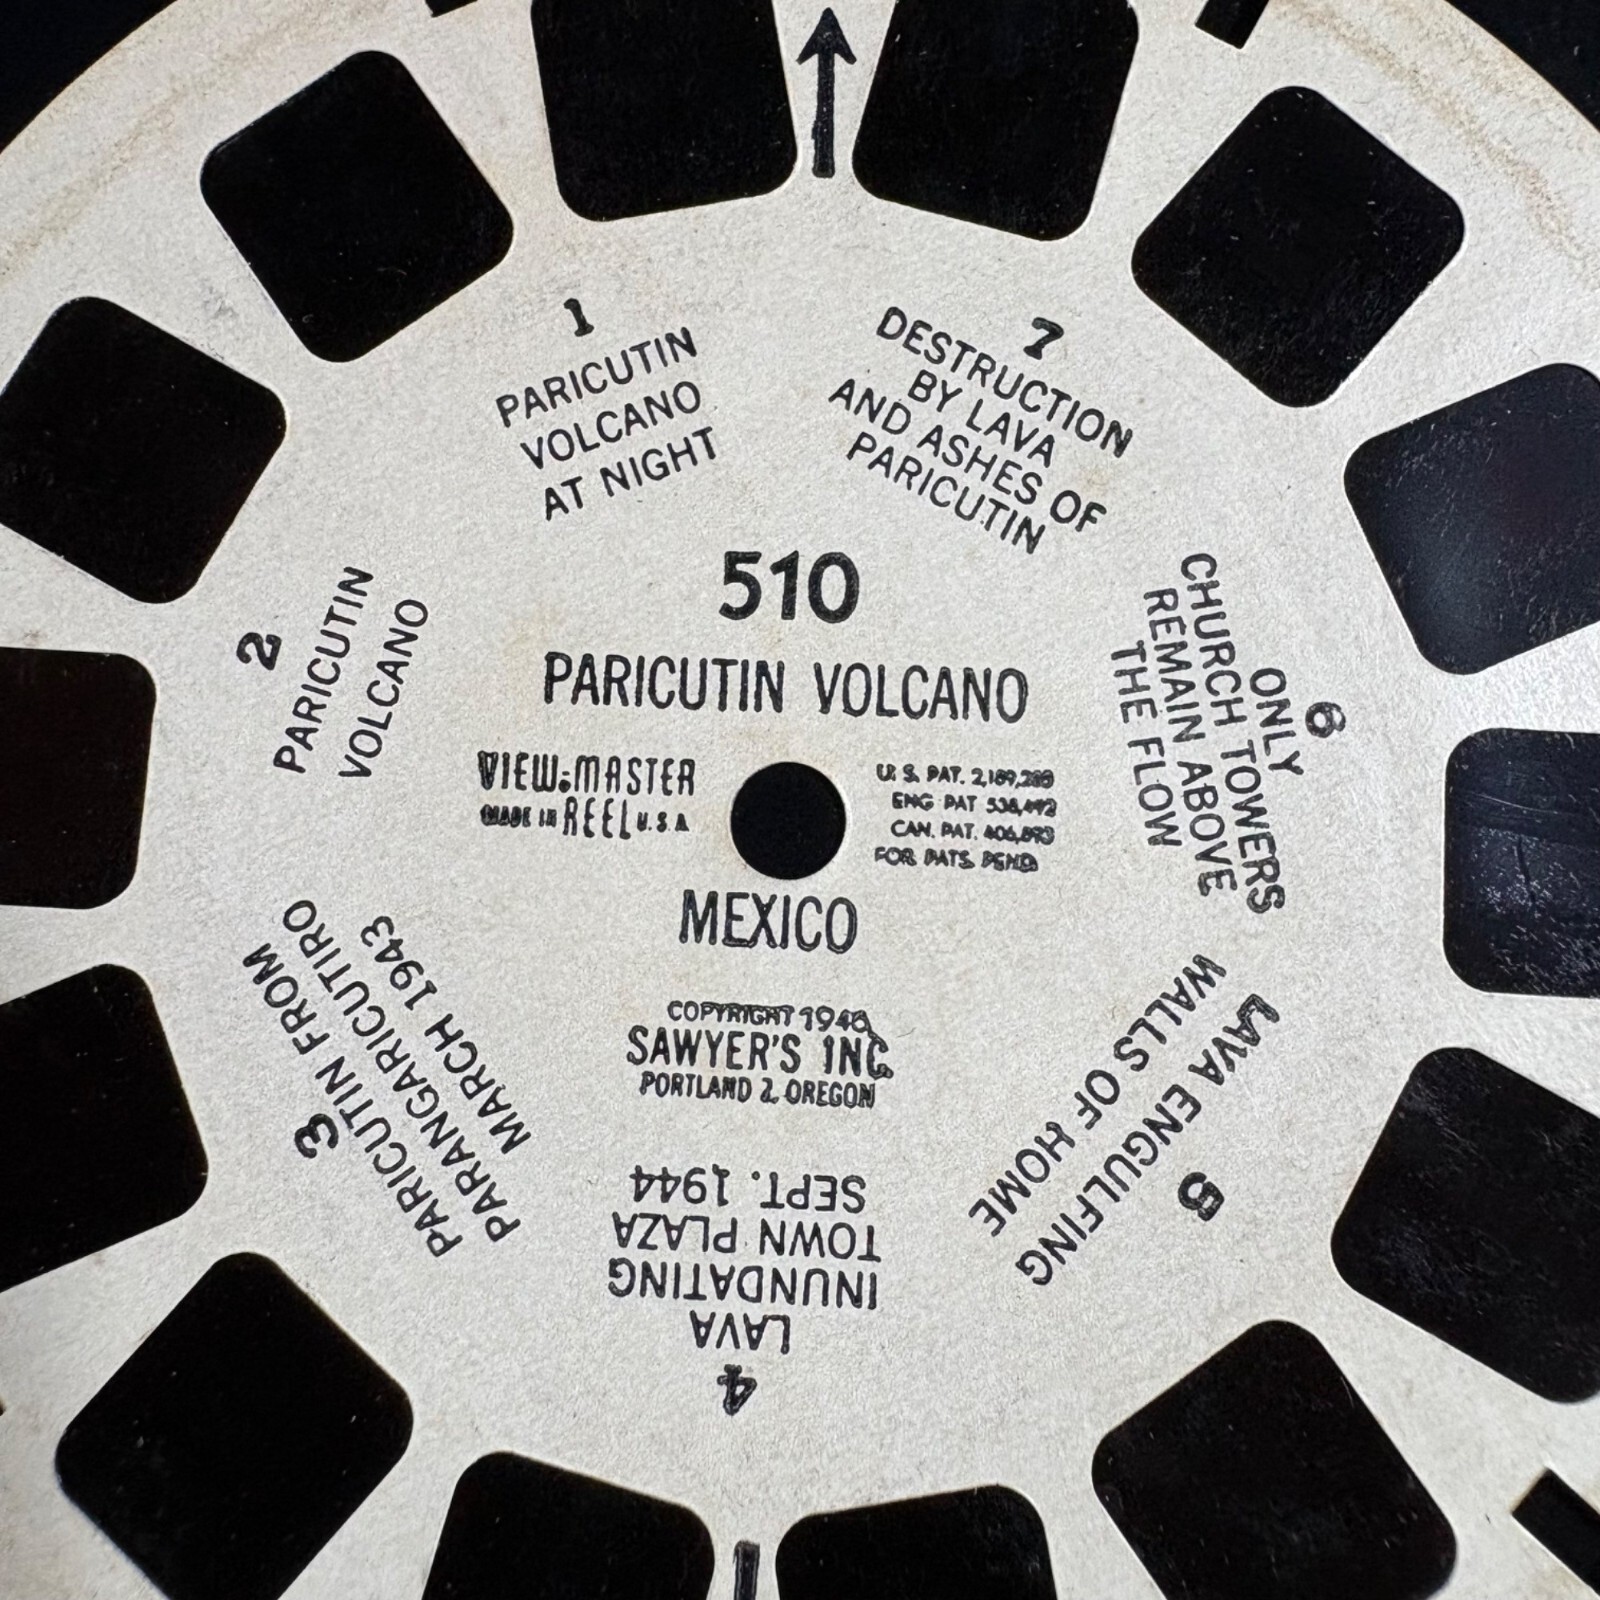 1
PARICUTIN
VOLCANO
AT NIGHT
7
DESTRUCTION
BY LAVA
AND ASHES OF
PARICUTIN
510
PARICUTIN VOLCANO
VIEW-MASTER
MADE IN REEL U.S.A
U. S. PAT. 2,189,285
ENG PAT 538,492
CAN. PAT. 406,893
FOR. PATS. PEND.
MEXICO
COPYRIGHT 1946,
SAWYER'S INC.
PORTLAND 2, OREGON
2
PARICUTIN
VOLCANO
3
PARICUTIN FROM
PARANGARICUTIRO
MARCH 1943
4
LAVA
INUNDATING
TOWN PLAZA
SEPT. 1944
5
LAVA ENGULFING
WALLS OF HOME
6
ONLY
CHURCH TOWERS
REMAIN ABOVE
THE FLOW